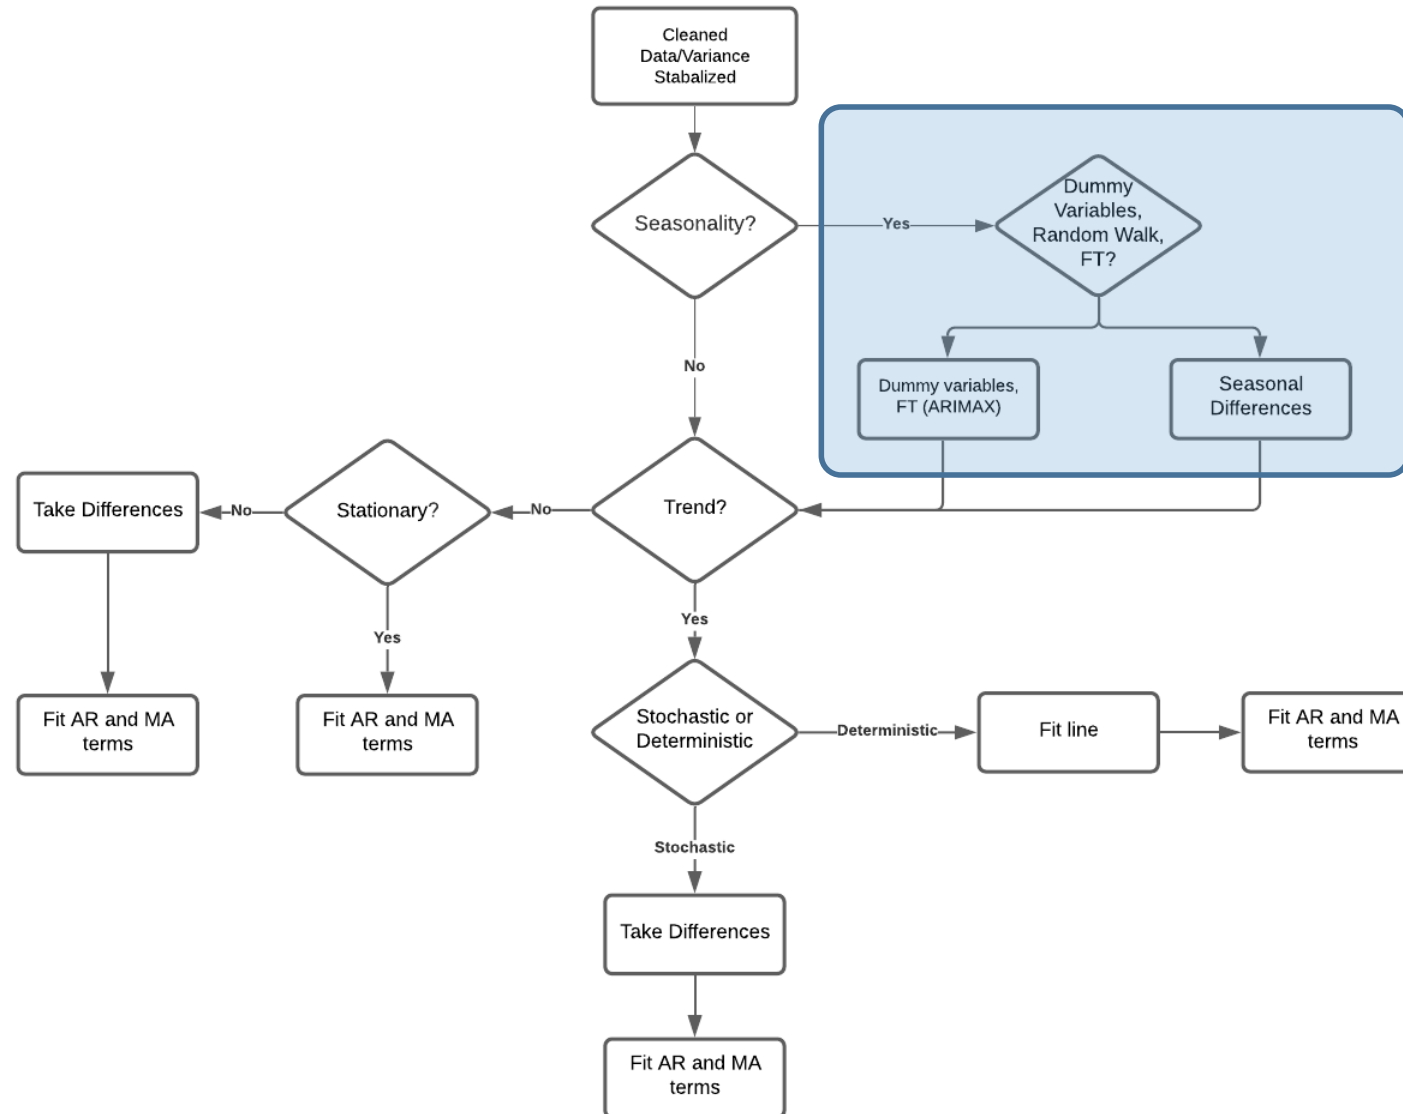 Cleaned
Data/Variance
Stabalized
Seasonality?
Yes
Dummy
Variables,
Random Walk,
FT?
No
Dummy variables,
FT (ARIMAX)
Seasonal
Differences
Take Differences
No
Stationary?
No
Trend?
Yes
Yes
Fit AR and MA
terms
Fit AR and MA
terms
Stochastic or
Deterministic
Deterministic
Fit line
Fit AR and MA
terms
Stochastic
Take Differences
Fit AR and MA
terms